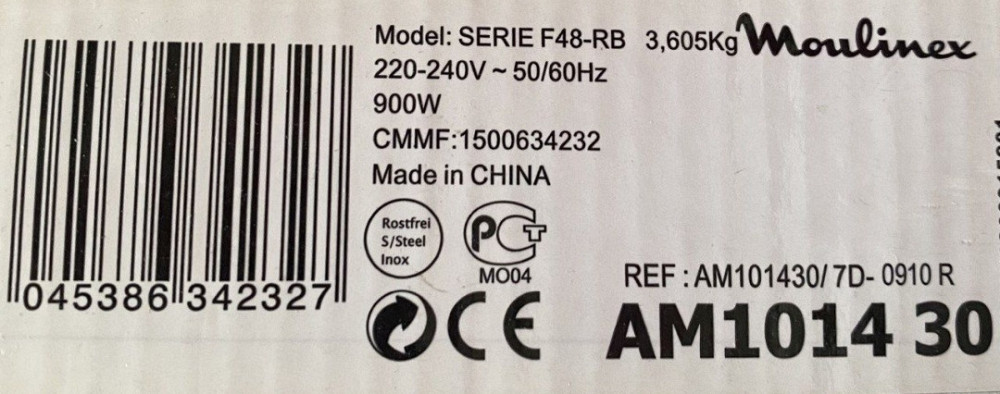 Model: SERIE F48-RB 3,605Kg Moulinex
220-240V ~ 50/60Hz
900W
CMMF:1500634232
Made in CHINA
Rostfrei
S/Steel
Inox
РСТ
MO04
045386 342327
REF : AM101430/ 7D- 0910 R
CE
AM1014 30